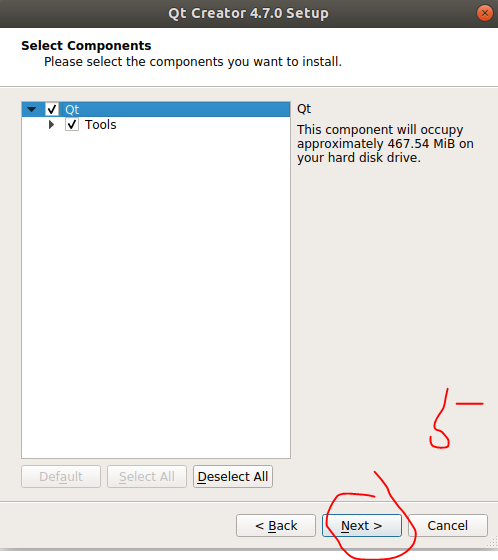 Qt Creator 4.7.0 Setup
Select Components
Please select the components you want to install.
Qt
Tools
Qt
This component will occupy
approximately 467.54 MiB on
your hard disk drive.
5
Default
Select All
Deselect All
< Back
Next >
Cancel